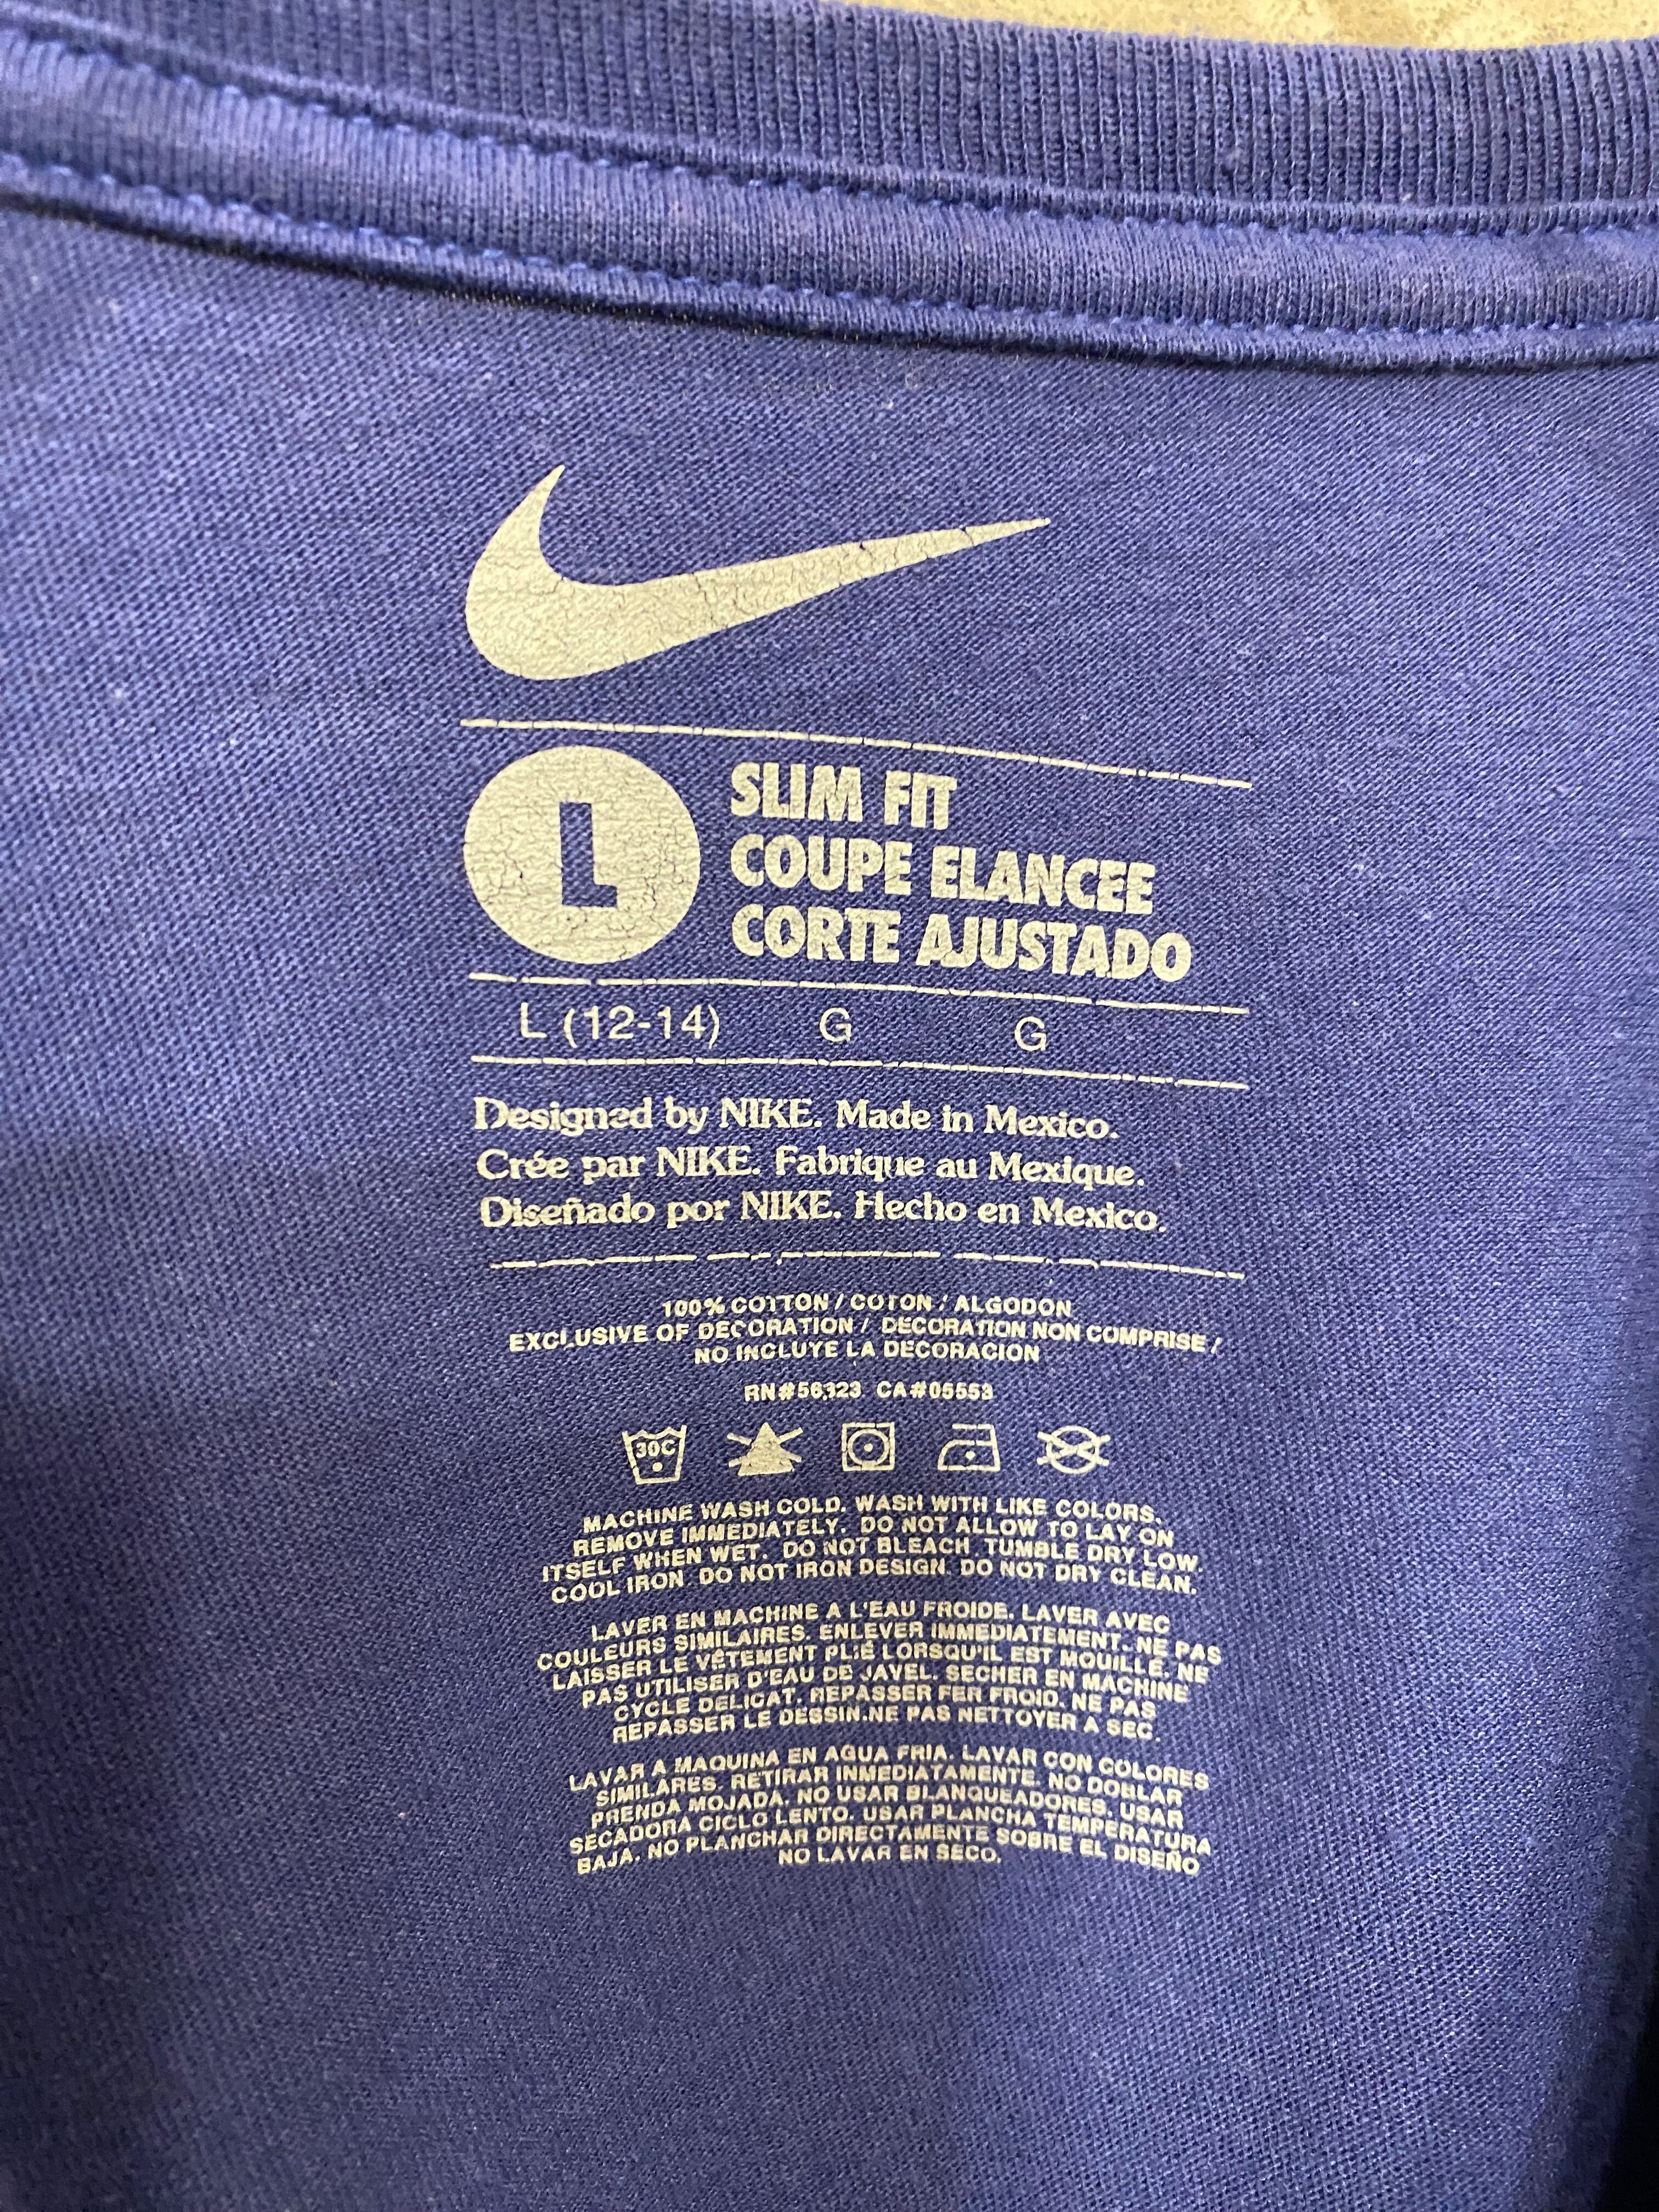 L
SLIM FIT
COUPE ELANCEE
CORTE AJUSTADO
L (12-14) G G
Designed by NIKE. Made in Mexico.
Crée par NIKE. Fabrique au Mexique.
Diseñado por NIKE. Hecho en Mexico.
100% COTTON / COTON / ALGODON
EXCLUSIVE OF DECORATION / DECORATION NON COMPRISE /
NO INCLUYE LA DECORACION
RN#56323 CA#05553
30C
MACHINE WASH COLD. WASH WITH LIKE COLORS.
REMOVE IMMEDIATELY. DO NOT ALLOW TO LAY ON
ITSELF WHEN WET. DO NOT BLEACH TUMBLE DRY LOW.
COOL IRON. DO NOT IRON DESIGN. DO NOT DRY CLEAN.
LAVER EN MACHINE A L'EAU FROIDE. LAVER AVEC
COULEURS SIMILAIRES. ENLEVER IMMEDIATEMENT. NE PAS
LAISSER LE VÊTEMENT PLIÉ LORSQU'IL EST MOUILLÉ. NE
PAS UTILISER D'EAU DE JAVEL. SECHER EN MACHINE
CYCLE DELICAT. REPASSER FER FROID. NE PAS
REPASSER LE DESSIN.NE PAS NETTOYER A SEC.
LAVAR A MAQUINA EN AGUA FRIA. LAVAR CON COLORES
SIMILARES. RETIRAR INMEDIATAMENTE. NO DOBLAR
PRENDA MOJADA. NO USAR BLANQUEADORES. USAR
SECADORA CICLO LENTO. USAR PLANCHA TEMPERATURA
BAJA. NO PLANCHAR DIRECTAMENTE SOBRE EL DISEÑO
NO LAVAR EN SECO.